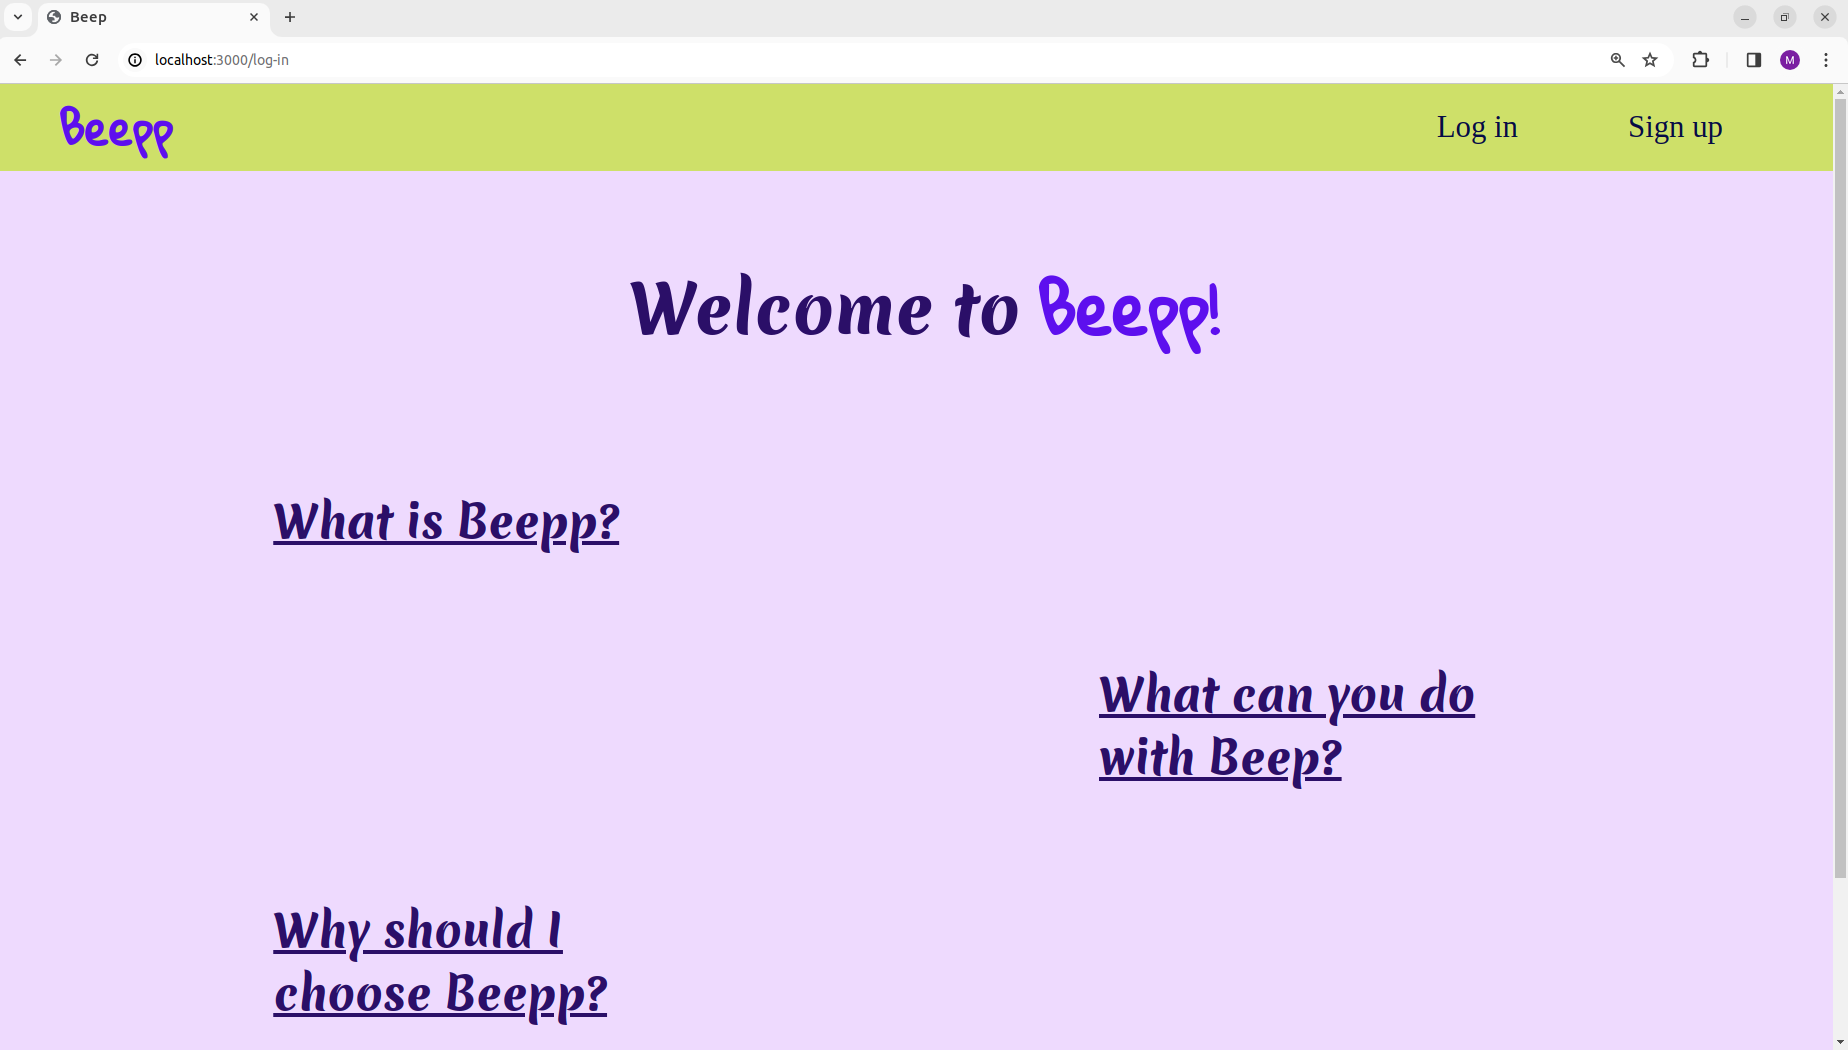 Beep
localhost:3000/log-in
M
Beepp
Log in
Sign up
Welcome to Beepp!
What is Beepp?
What can you do
with Beep?
Why should I
choose Beepp?